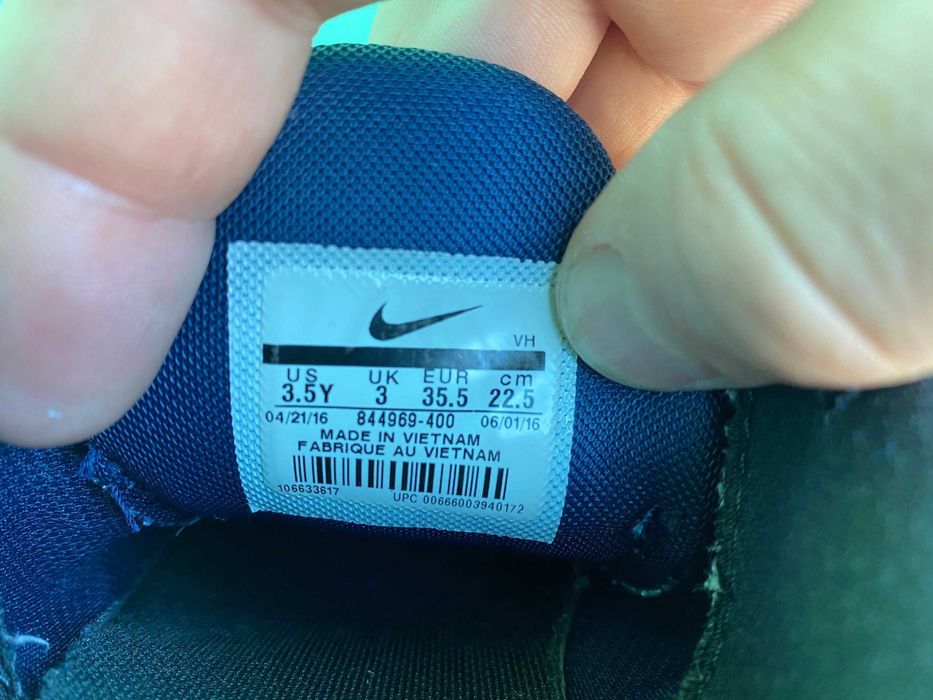 VH
US UK EUR cm
3.5Y 3 35.5 22.5
04/21/16 844969-400 06/01/16
MADE IN VIETNAM
FABRIQUE AU VIETNAM
106633617 UPC 00666003940172